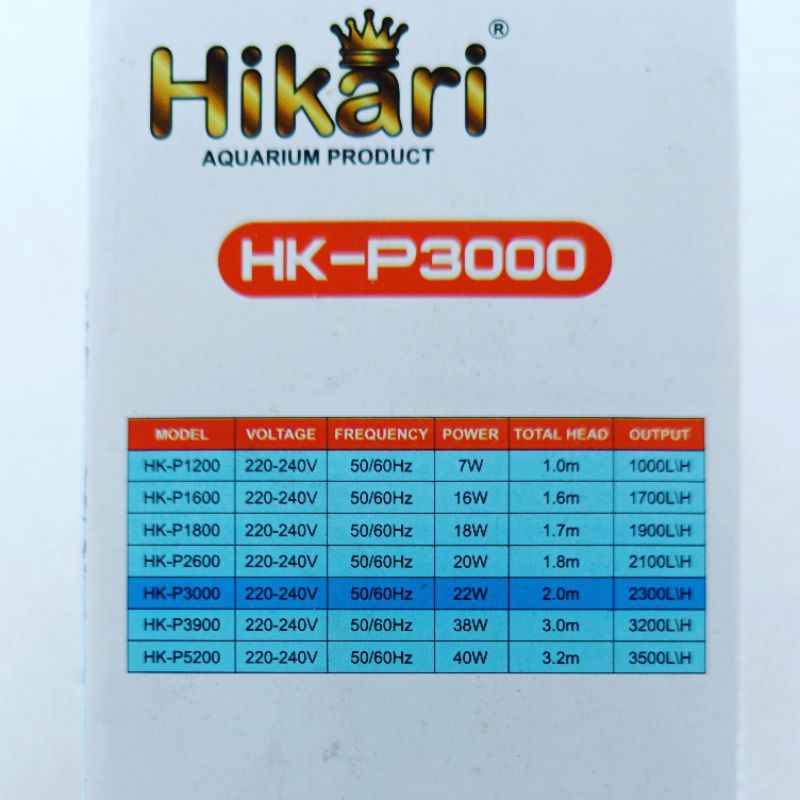 Hikari®
AQUARIUM PRODUCT
HK-P3000
MODEL VOLTAGE FREQUENCY POWER TOTAL HEAD OUTPUT
HK-P1200 220-240V 50/60Hz 7W 1.0m 1000L\H
HK-P1600 220-240V 50/60Hz 16W 1.6m 1700L\H
HK-P1800 220-240V 50/60Hz 18W 1.7m 1900L\H
HK-P2600 220-240V 50/60Hz 20W 1.8m 2100L\H
HK-P3000 220-240V 50/60Hz 22W 2.0m 2300L\H
HK-P3900 220-240V 50/60Hz 38W 3.0m 3200L\H
HK-P5200 220-240V 50/60Hz 40W 3.2m 3500L\H